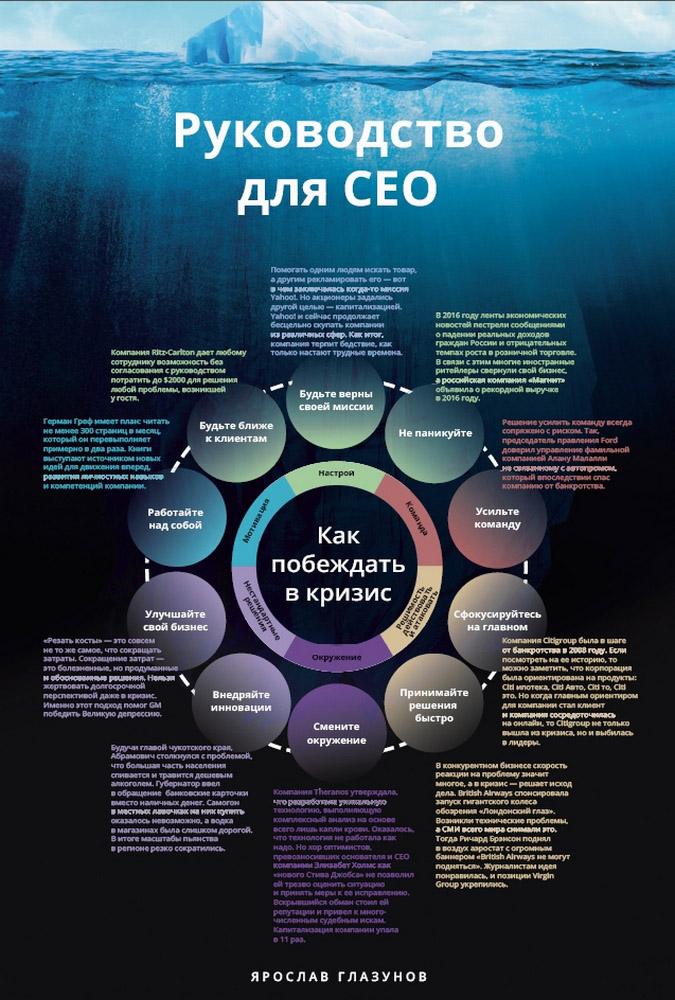 Руководство
для CEO
Помогать одним людям искать товар,
а другим рекламировать его — вот
в чем заключалась когда-то миссия
Yahoo!. Но акционеры задались
другой целью — капитализацией.
Yahoo! и сейчас продолжает
бесцельно скупать компании
из различных сфер. Как итог,
компания терпит бедствие, как
только настают трудные времена.
В 2016 году ленты экономических
новостей пестрели сообщениями
о падении реальных доходов
граждан России и отрицательных
темпах роста в розничной торговле.
В связи с этим многие иностранные
ритейлеры свернули свой бизнес,
а российская компания «Магнит»
объявила о рекордной выручке
в 2016 году.
Компания Ritz-Carlton дает любому
сотруднику возможность без
согласования с руководством
потратить до $2000 для решения
любой проблемы, возникшей
у гостя.
Герман Греф имеет план: читать
не менее 300 страниц в месяц,
который он перевыполняет
примерно в два раза. Книги
выступают источником новых
идей для движения вперед,
развития личностных навыков
и компетенций компании.
Решение усилить команду всегда
сопряжено с риском. Так,
председатель правления Ford
доверил управление фамильной
компанией Алану Малалли
не связанному с автопромом,
который впоследствии спас
компанию от банкротства.
Будьте верны
своей миссии
Будьте ближе
к клиентам
Не паникуйте
Работайте
над собой
Усильте
команду
Настрой
Мотивация
Команда
Как
побеждать
в кризис
Нестандартные
решения
Решимость
действовать
и атаковать
Окружение
Улучшайте
свой бизнес
Сфокусируйтесь
на главном
Внедряйте
инновации
Принимайте
решения
быстро
Смените
окружение
«Резать кость» — это совсем
не то же самое, что сокращать
затраты. Сокращение затрат —
это болезненные, но продуманные
и обоснованные решения. Нельзя
жертвовать долгосрочной
перспективой даже в кризис.
Именно этот подход помог GM
победить Великую депрессию.
Компания Citigroup была в шаге
от банкротства в 2008 году. Если
посмотреть на ее историю, то
можно заметить, что корпорация
была ориентирована на продукты:
Citi ипотека, Citi Авто, Citi то, Citi
это. Но когда главным ориентиром
для компании стал клиент
и компания сосредоточилась
на онлайн, то Citigroup не только
вышла из кризиса, но и выбилась
в лидеры.
Будучи главой чукотского края,
Абрамович столкнулся с проблемой,
что большая часть населения
спивается и травится дешевым
алкоголем. Губернатор ввел
в обращение банковские карточки
вместо наличных денег. Самогон
в местных лавочках на них купить
оказалось невозможно, а водка
в магазинах была слишком дорогой.
В итоге масштабы пьянства
в регионе резко сократились.
Компания Theranos утверждала,
что разработала уникальную
технологию, выполняющую
комплексный анализ на основе
всего лишь капли крови. Оказалось,
что технология не работала как
надо. Но хор оптимистов,
превозносивших основателя и CEO
компании Элизабет Холмс как
«нового Стива Джобса» не позволил
ей трезво оценить ситуацию
и принять меры к ее исправлению.
Вскрывшийся обман стоил ей
репутации и привел к много-
численным судебным искам.
Капитализация компании упала
в 11 раз.
В конкурентном бизнесе скорость
реакции на проблему значит
многое, а в кризис — решает исход
дела. British Airways спонсировала
запуск гигантского колеса
обозрения «Лондонский глаз».
Возникли технические проблемы,
а СМИ всего мира снимали это.
Тогда Ричард Брэнсон поднял
в воздух аэростат с огромным
баннером «British Airways не могут
подняться». Журналистам идея
понравилась, и позиции Virgin
Group укрепились.
ЯРОСЛАВ ГЛАЗУНОВ